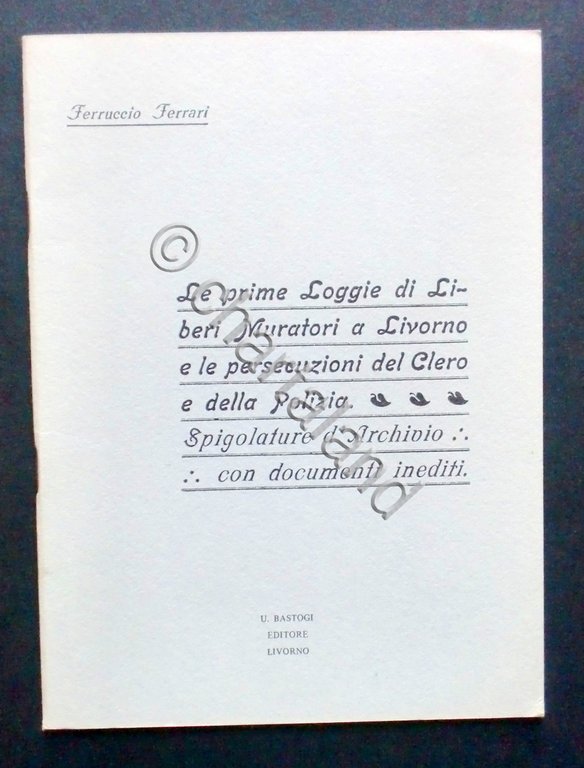 Ferruccio Ferrari
Le prime Loggie di Li-
beri Muratori a Livorno
e le persecuzioni del Clero
e della Polizia.
Spigolature d'Archivio ∴
∴ con documenti inediti.
U. BASTOGI
EDITORE
LIVORNO
© chartaland